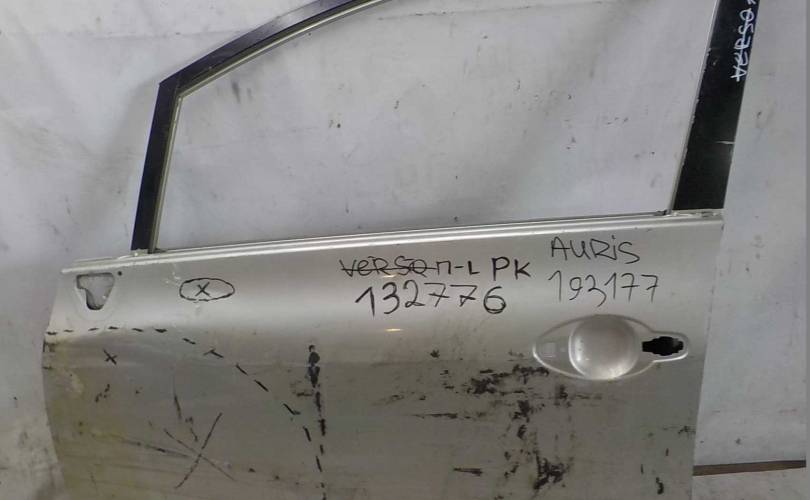 VERSO
VERSO П-L PK
132776
AURIS
193177
X
X